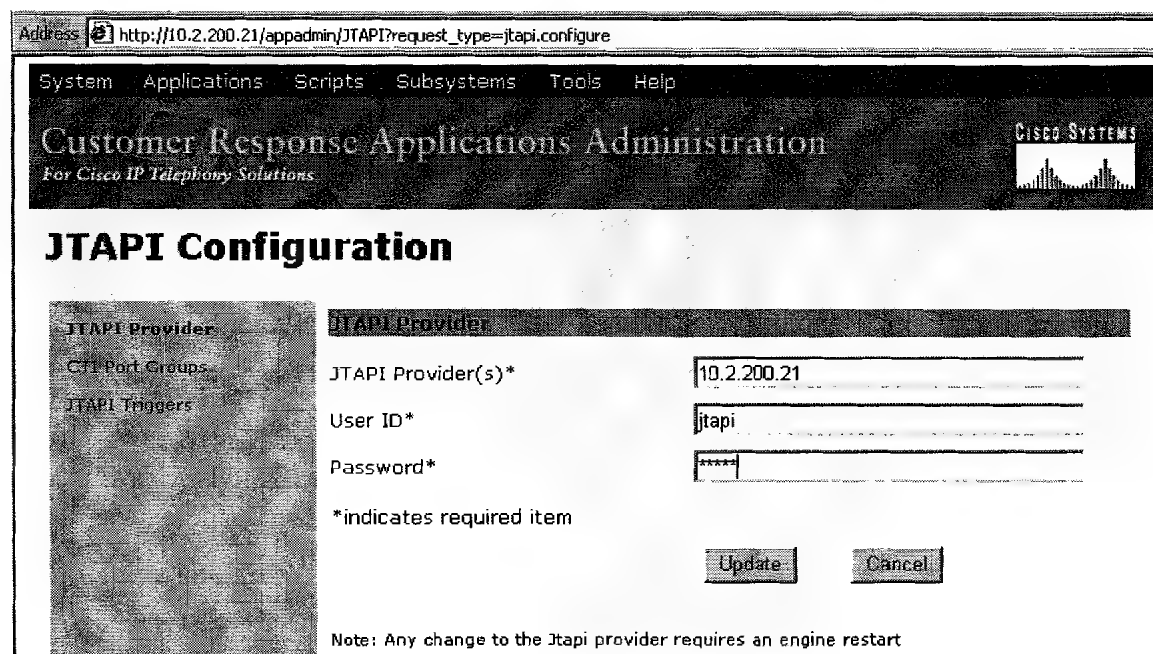 Address http://10.2.200.21/appadmin/JTAPI?request_type=jtapi.configure
System Applications Scripts Subsystems Tools Help
Customer Response Applications Administration
For Cisco IP Telephony Solutions
CISCO SYSTEMS
JTAPI Configuration
JTAPI Provider
CTI Port Groups
JTAPI Triggers
JTAPI Provider
JTAPI Provider(s)* 10.2.200.21
User ID* jtapi
Password* *****
*indicates required item
Update Cancel
Note: Any change to the Jtapi provider requires an engine restart